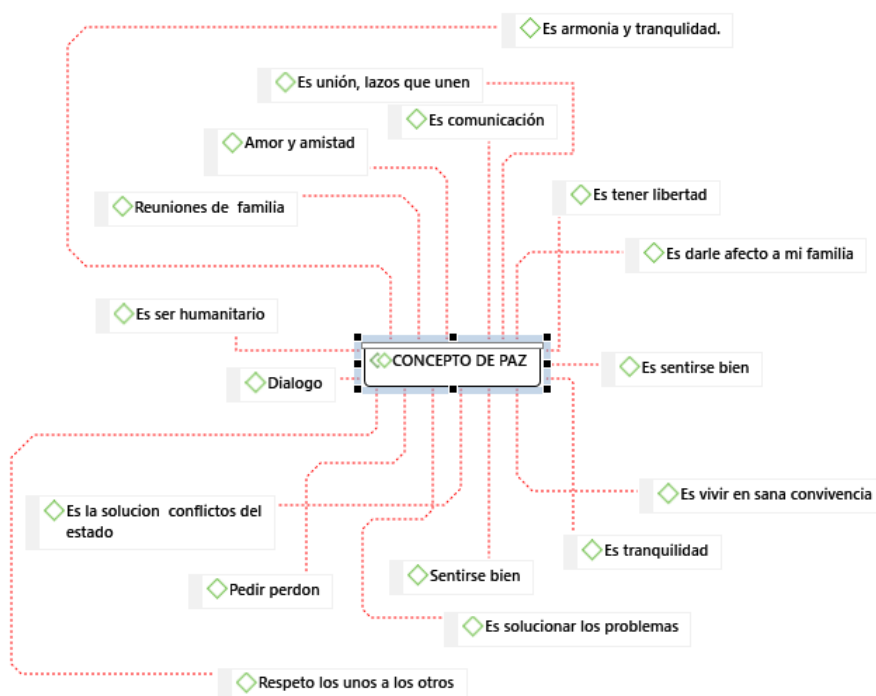 Es armonia y tranqulidad.
Es unión, lazos que unen
Es comunicación
Amor y amistad
Es tener libertad
Reuniones de familia
Es darle afecto a mi familia
Es ser humanitario
CONCEPTO DE PAZ
Es sentirse bien
Dialogo
Es vivir en sana convivencia
Es la solucion conflictos del
estado
Es tranquilidad
Sentirse bien
Pedir perdon
Es solucionar los problemas
Respeto los unos a los otros